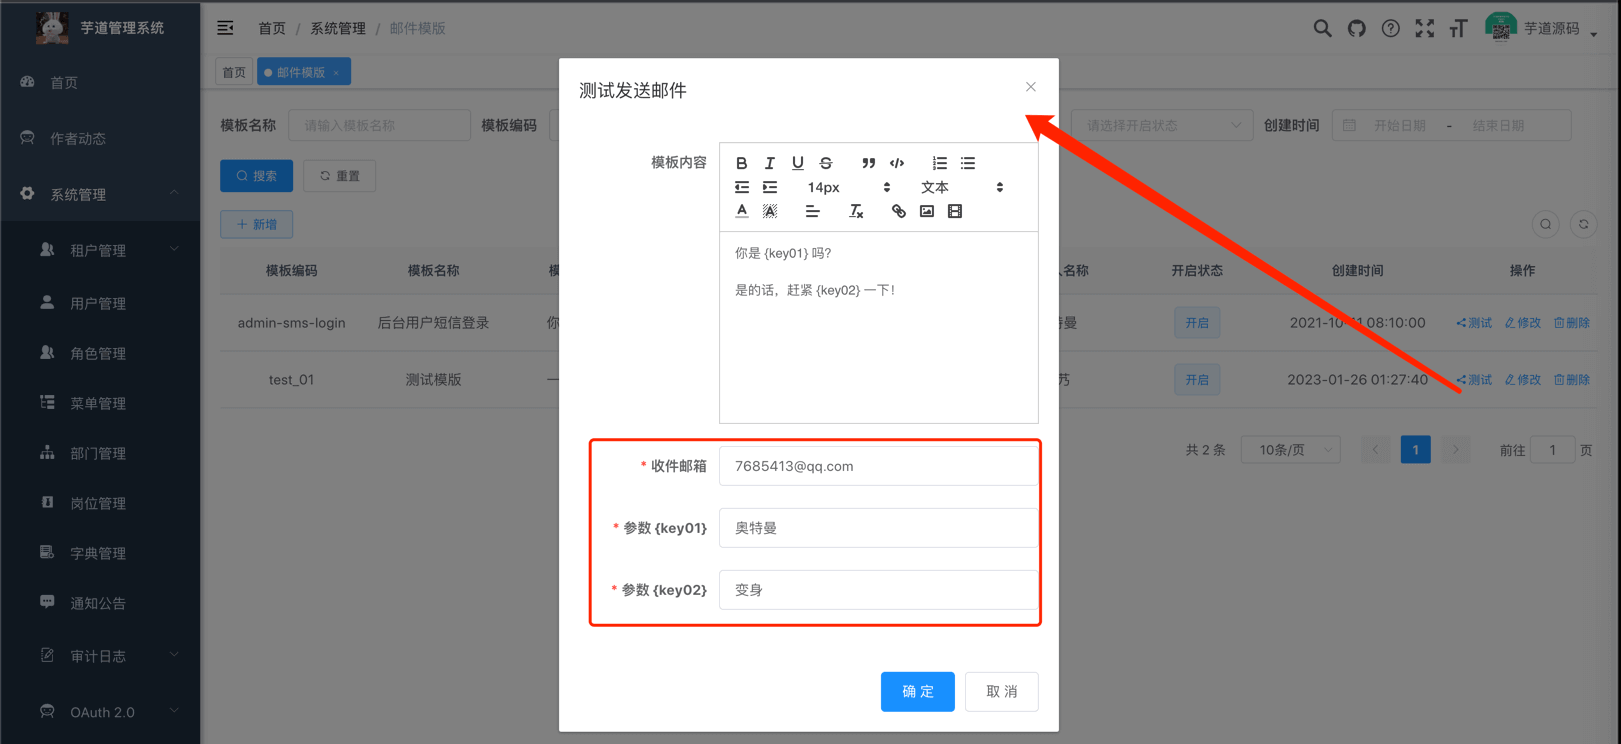 芋道管理系统
首页
作者动态
系统管理
租户管理
用户管理
角色管理
菜单管理
部门管理
岗位管理
字典管理
通知公告
审计日志
OAuth 2.0
首页 / 系统管理 / 邮件模版
芋道源码
首页
邮件模版 ×
模板名称 请输入模板名称 模板编码 请选择开启状态 创建时间 开始日期 - 结束日期
搜索 重置
新增
模板编码 模板名称 名称 开启状态 创建时间 操作
admin-sms-login 后台用户短信登录 你 特曼 开启 2021-10-11 08:10:00 测试 修改 删除
test_01 测试模版 一 开启 2023-01-26 01:27:40 测试 修改 删除
共 2 条 10条/页 1 前往 1 页
测试发送邮件
模板内容
B I U S
14px 文本
你是 {key01} 吗?
是的话，赶紧 {key02} 一下!
* 收件邮箱 7685413@qq.com
* 参数 {key01} 奥特曼
* 参数 {key02} 变身
确 定 取 消